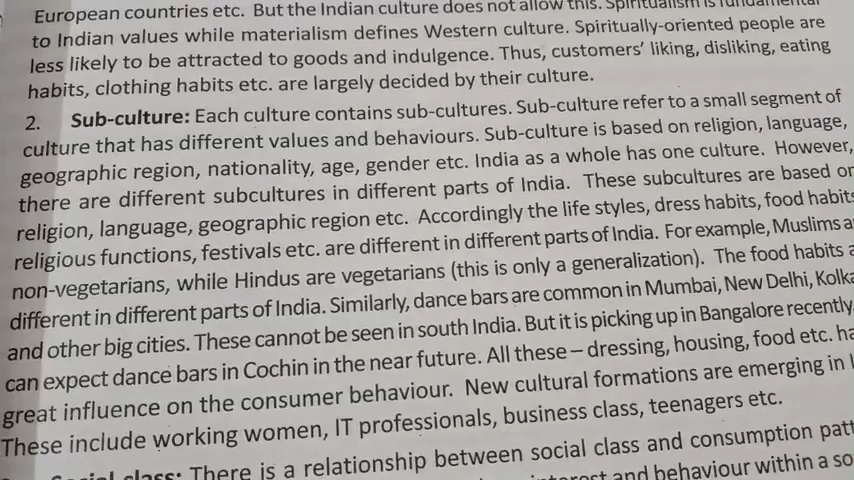 European countries etc. But the Indian culture does not allow this. Spiritualism is fundamental
to Indian values while materialism defines Western culture. Spiritually-oriented people are
less likely to be attracted to goods and indulgence. Thus, customers' liking, disliking, eating
habits, clothing habits etc. are largely decided by their culture.
2. Sub-culture: Each culture contains sub-cultures. Sub-culture refer to a small segment of
culture that has different values and behaviours. Sub-culture is based on religion, language,
geographic region, nationality, age, gender etc. India as a whole has one culture. However,
there are different subcultures in different parts of India. These subcultures are based on
religion, language, geographic region etc. Accordingly the life styles, dress habits, food habits
religious functions, festivals etc. are different in different parts of India. For example, Muslims
non-vegetarians, while Hindus are vegetarians (this is only a generalization). The food habits
different in different parts of India. Similarly, dance bars are common in Mumbai, New Delhi,
and other big cities. These cannot be seen in south India. But it is picking up in Bangalore recently
can expect dance bars in Cochin in the near future. All these – dressing, housing, food etc.
great influence on the consumer behaviour. New cultural formations are emerging in
These include working women, IT professionals, business class, teenagers etc.
Social class: There is a relationship between social class and consumption
and behaviour within a